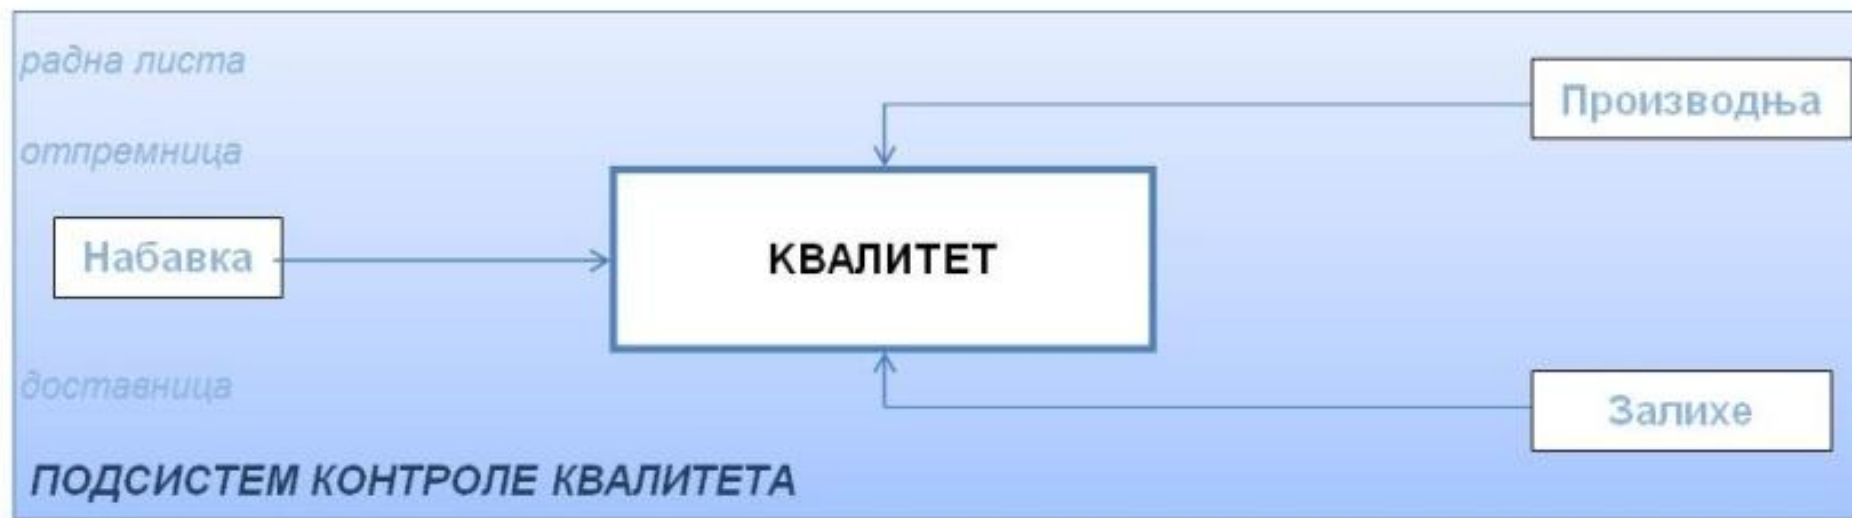 радна листа
Производња
отпремница
Набавка
КВАЛИТЕТ
доставница
Залихе
ПОДСИСТЕМ КОНТРОЛЕ КВАЛИТЕТА